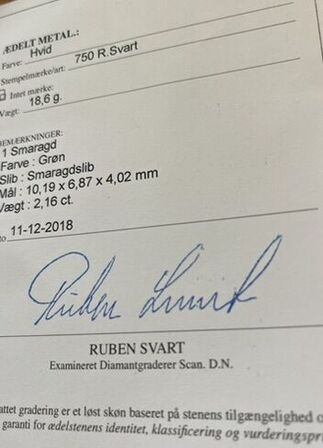 ÆDELT METAL.:
Farve: Hvid
Stempelmærke/art: 750 R.Svart
Intet mærke:
Vægt: 18,6 g.
BEMÆRKNINGER:
1 Smaragd
Farve : Grøn
Slib : Smaragdslib
Mål : 10,19 x 6,87 x 4,02 mm
Vægt : 2,16 ct.
11-12-2018
RUBEN SVART
Examineret Diamantgraderer Scan. D.N.
gradering er et løst skøn baseret på stenens tilgængelighed
garanti for ædelstenens identitet, klassificering og